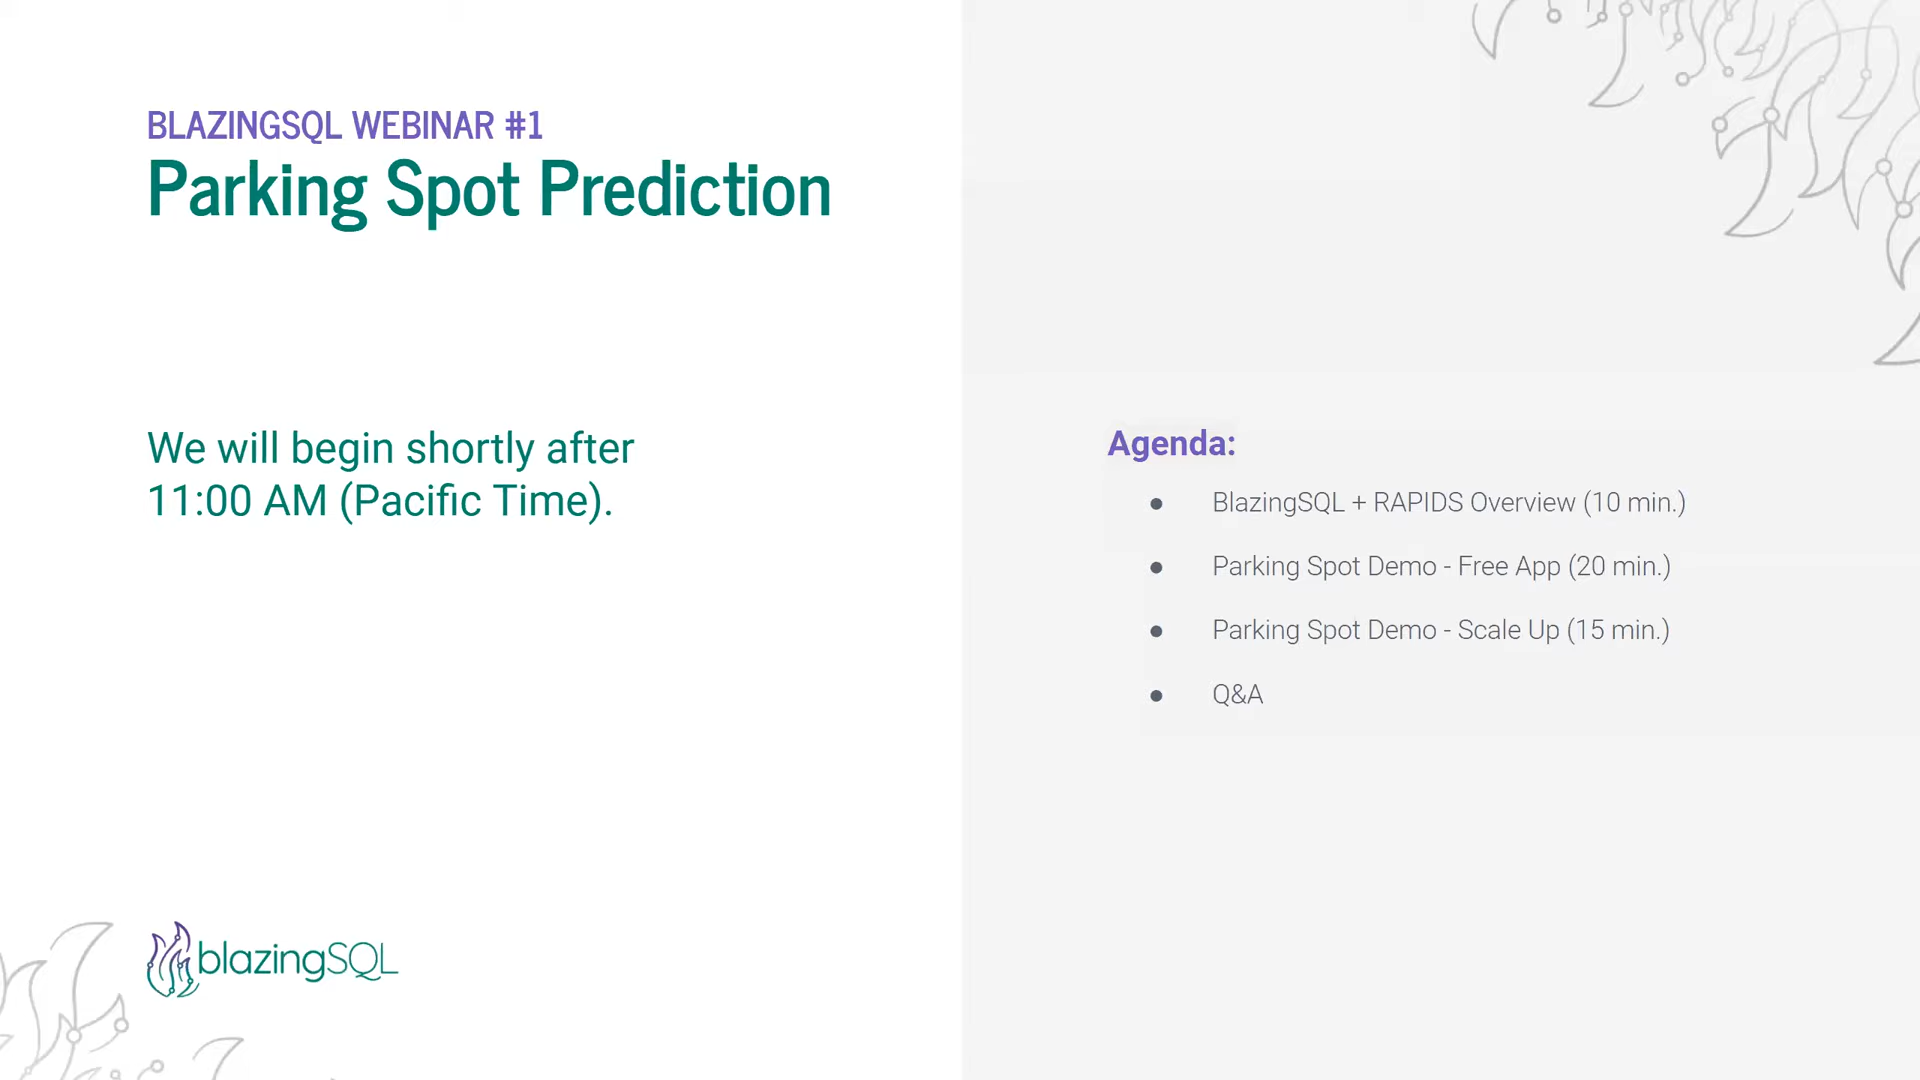 BLAZINGSQL WEBINAR #1
Parking Spot Prediction
We will begin shortly after
11:00 AM (Pacific Time).
Agenda:
● BlazingSQL + RAPIDS Overview (10 min.)
● Parking Spot Demo - Free App (20 min.)
● Parking Spot Demo - Scale Up (15 min.)
● Q&A
blazingSQL